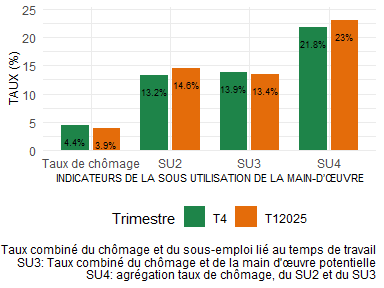 25
20
15
10
5
0
TAUX (%)
4.4%
3.9%
13.2%
14.6%
13.9%
13.4%
21.8%
23%
Taux de chômage SU2 SU3 SU4
INDICATEURS DE LA SOUS UTILISATION DE LA MAIN-D'ŒUVRE
Trimestre T4 T12025
Taux combiné du chômage et du sous-emploi lié au temps de travail
SU3: Taux combiné du chômage et de la main d'œuvre potentielle
SU4: agrégation taux de chômage, du SU2 et du SU3